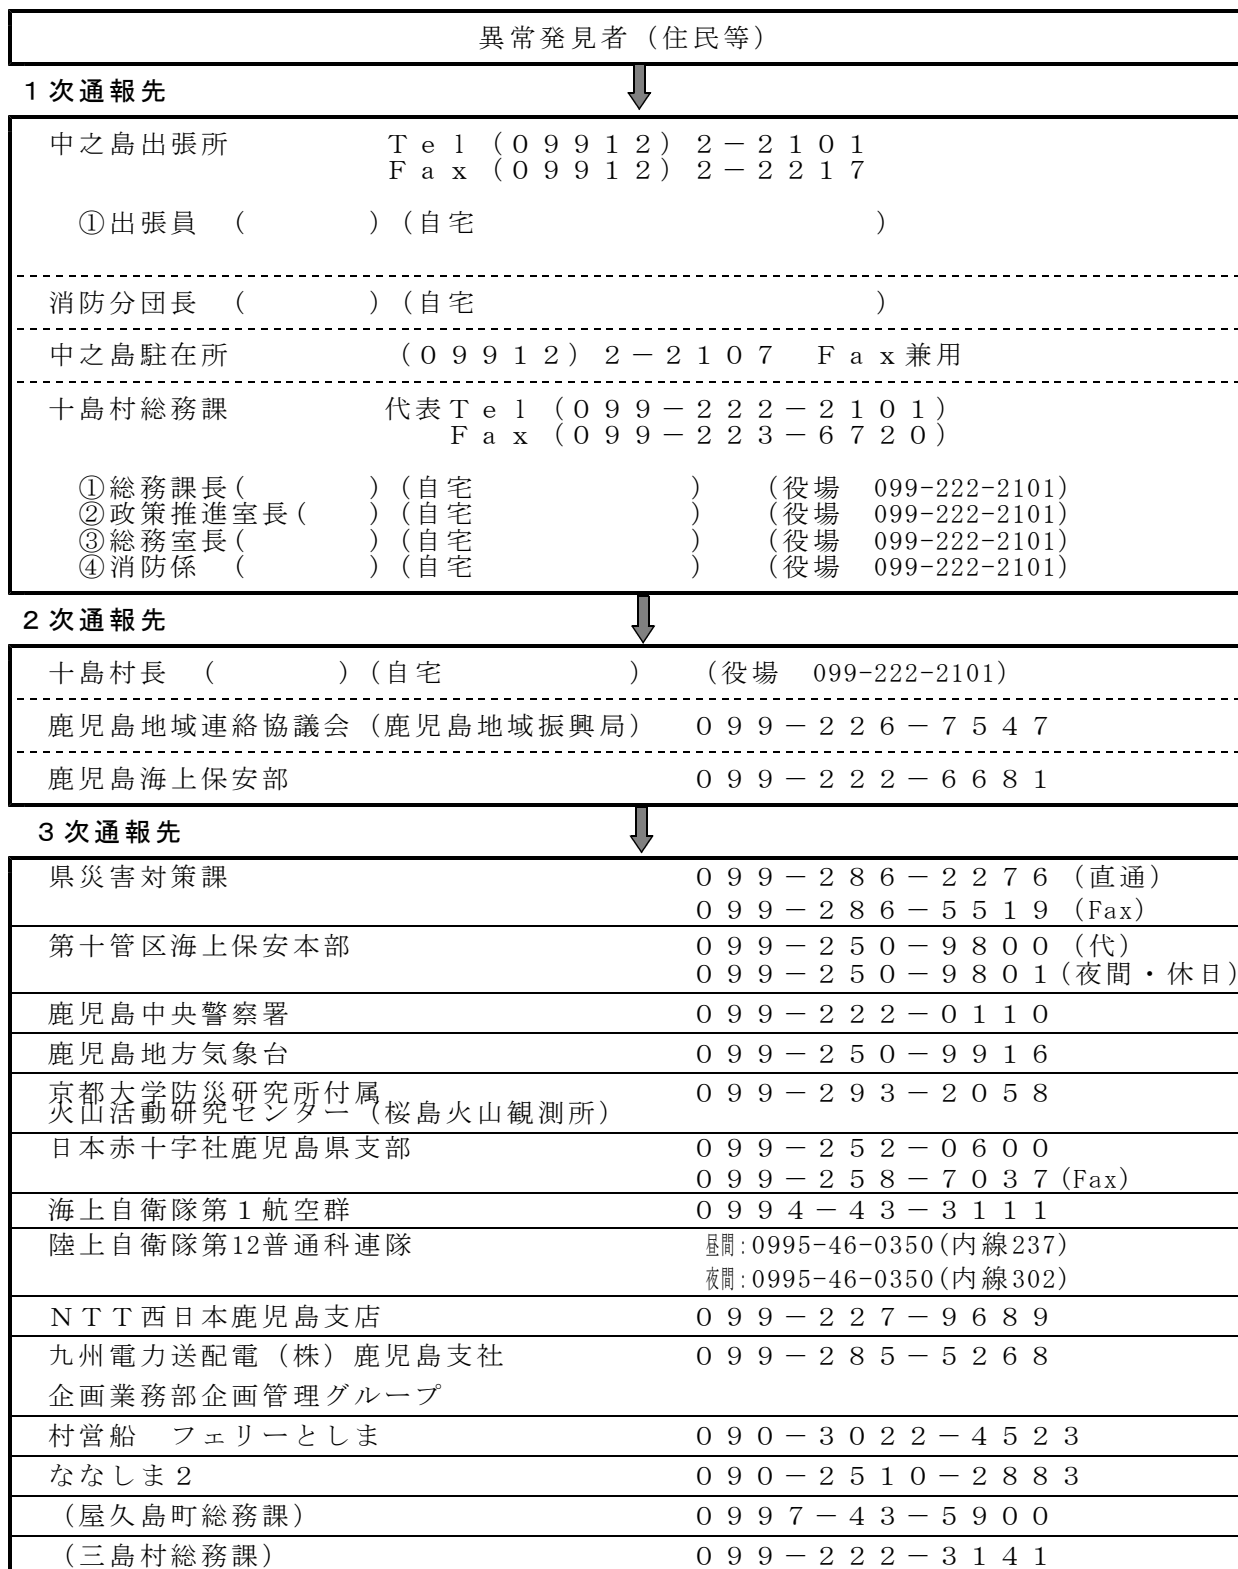 異常発見者（住民等）
１次通報先
中之島出張所　Ｔｅｌ（０９９１２）２－２１０１
Ｆａｘ（０９９１２）２－２２１７
①出張員　（　　　　）（自宅　　　　　　　　　　　　）
消防分団長　（　　　　）（自宅　　　　　　　　　　　　）
中之島駐在所　（０９９１２）２－２１０７　Ｆａｘ兼用
十島村総務課　代表Ｔｅｌ（０９９－２２２－２１０１）
Ｆａｘ（０９９－２２３－６７２０）
①総務課長（　　　　）（自宅　　　　　　　）　（役場　099-222-2101）
②政策推進室長（　　）（自宅　　　　　　　）　（役場　099-222-2101）
③総務室長（　　　　）（自宅　　　　　　　）　（役場　099-222-2101）
④消防係　（　　　　）（自宅　　　　　　　）　（役場　099-222-2101）
２次通報先
十島村長　（　　　　）（自宅　　　　　　）　（役場　099-222-2101）
鹿児島地域連絡協議会（鹿児島地域振興局）　０９９－２２６－７５４７
鹿児島海上保安部　０９９－２２２－６６８１
３次通報先
県災害対策課　０９９－２８６－２２７６（直通）
０９９－２８６－５５１９（Fax）
第十管区海上保安本部　０９９－２５０－９８００（代）
０９９－２５０－９８０１（夜間・休日）
鹿児島中央警察署　０９９－２２２－０１１０
鹿児島地方気象台　０９９－２５０－９９１６
京都大学防災研究所付属　０９９－２９３－２０５８
火山活動研究センター（桜島火山観測所）
日本赤十字社鹿児島県支部　０９９－２５２－０６００
０９９－２５８－７０３７(Fax)
海上自衛隊第１航空群　０９９４－４３－３１１１
陸上自衛隊第12普通科連隊　昼間:0995-46-0350(内線237)
夜間:0995-46-0350(内線302)
ＮＴＴ西日本鹿児島支店　０９９－２２７－９６８９
九州電力送配電（株）鹿児島支社　０９９－２８５－５２６８
企画業務部企画管理グループ
村営船　フェリーとしま　０９０－３０２２－４５２３
ななしま２　０９０－２５１０－２８８３
（屋久島町総務課）　０９９７－４３－５９００
（三島村総務課）　０９９－２２２－３１４１